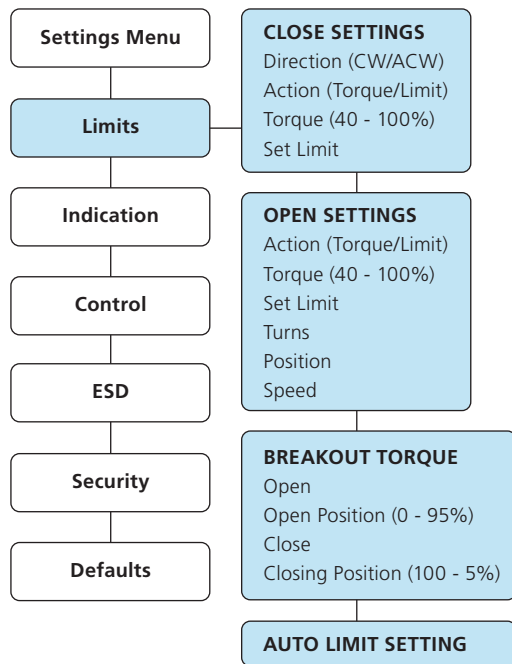 Settings Menu
Limits
Indication
Control
ESD
Security
Defaults
CLOSE SETTINGS
Direction (CW/ACW)
Action (Torque/Limit)
Torque (40 - 100%)
Set Limit
OPEN SETTINGS
Action (Torque/Limit)
Torque (40 - 100%)
Set Limit
Turns
Position
Speed
BREAKOUT TORQUE
Open
Open Position (0 - 95%)
Close
Closing Position (100 - 5%)
AUTO LIMIT SETTING